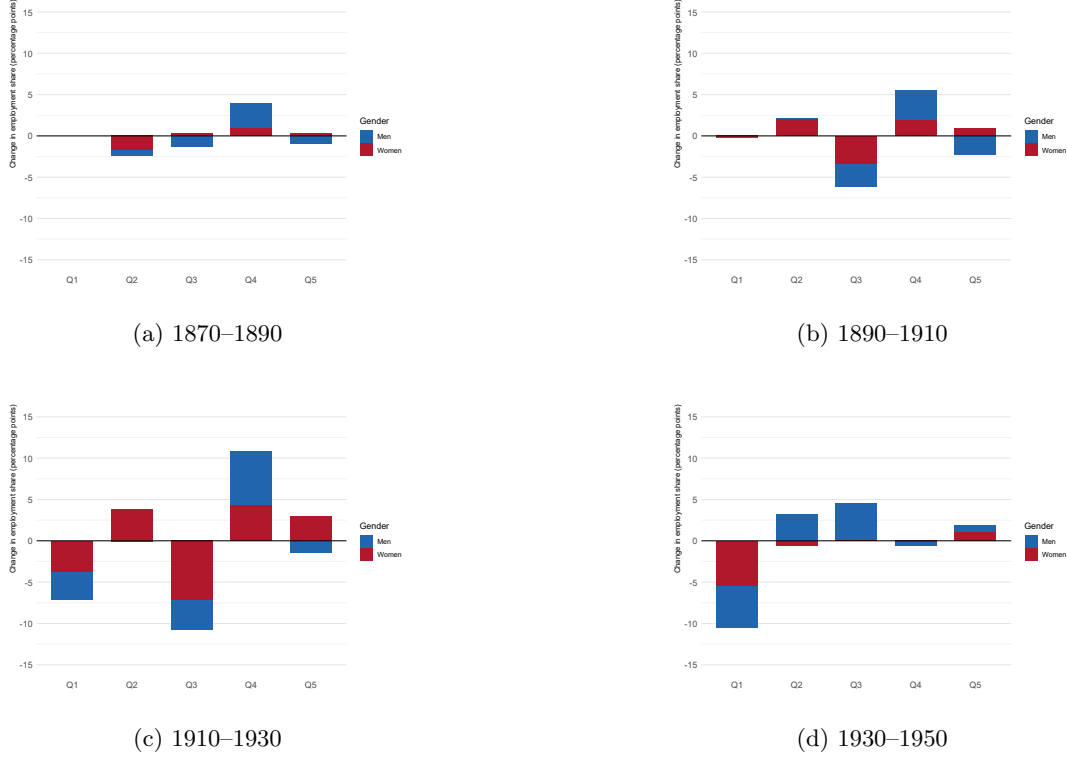 Change in employment share (percentage points)
15
10
5
0
-5
-10
-15
Q1 Q2 Q3 Q4 Q5
Gender
Men
Women
(a) 1870–1890
Change in employment share (percentage points)
15
10
5
0
-5
-10
-15
Q1 Q2 Q3 Q4 Q5
Gender
Men
Women
(b) 1890–1910
Change in employment share (percentage points)
15
10
5
0
-5
-10
-15
Q1 Q2 Q3 Q4 Q5
Gender
Men
Women
(c) 1910–1930
Change in employment share (percentage points)
15
10
5
0
-5
-10
-15
Q1 Q2 Q3 Q4 Q5
Gender
Men
Women
(d) 1930–1950